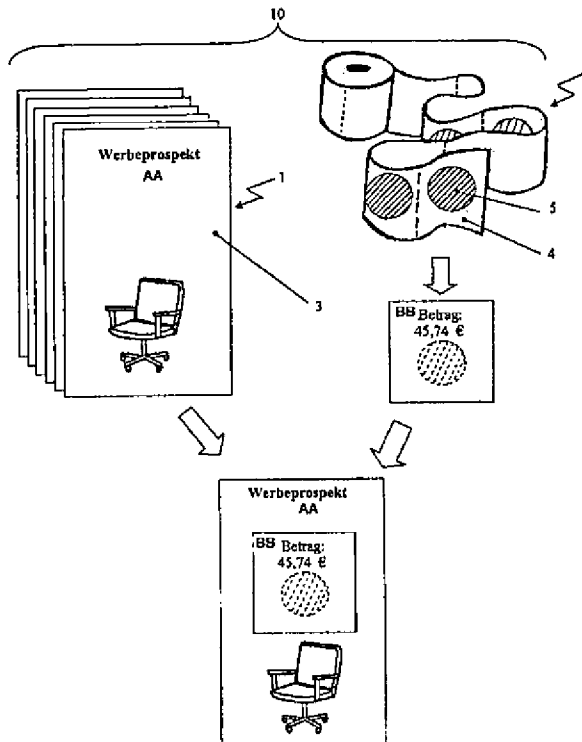 10
Werbeprospekt
AA
1
3
5
4
BB Betrag:
45,74 €
Werbeprospekt
AA
BB Betrag:
45,74 €